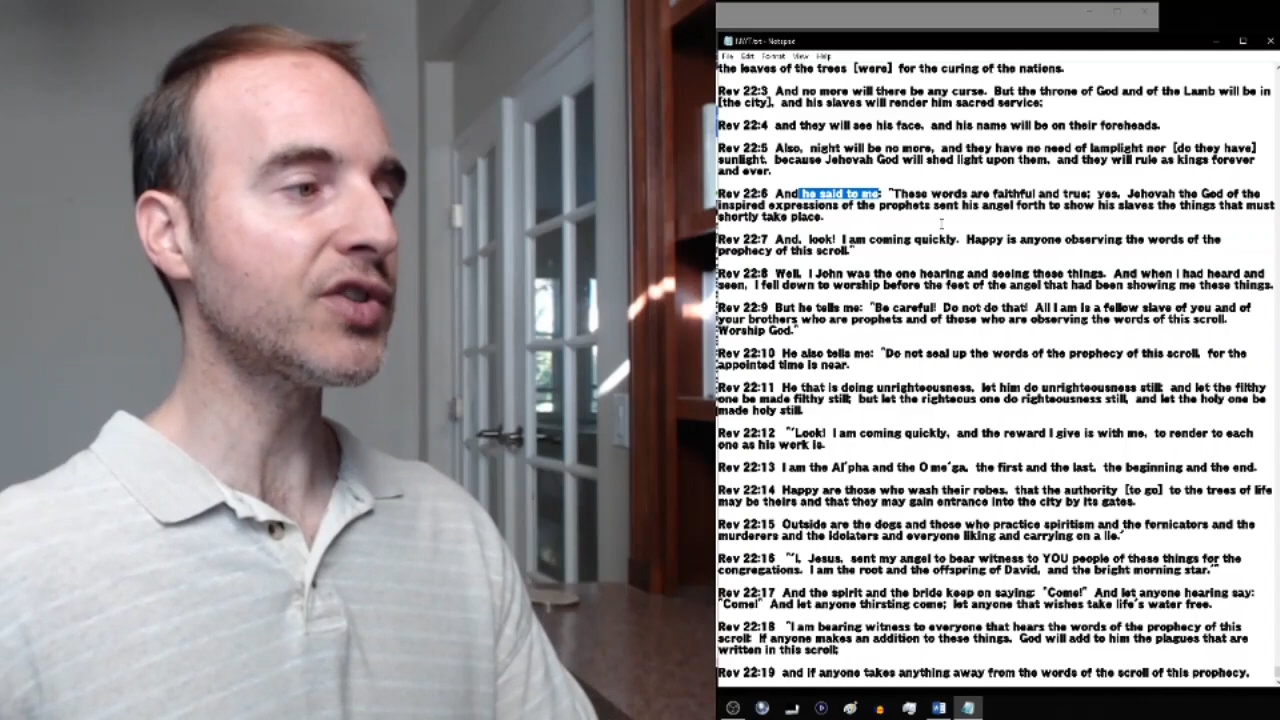 NWT.txt - Notepad
File Edit Format View Help
the leaves of the trees [were] for the curing of the nations.
Rev 22:3 And no more will there be any curse. But the throne of God and of the Lamb will be in
[the city], and his slaves will render him sacred service;
Rev 22:4 and they will see his face, and his name will be on their foreheads.
Rev 22:5 Also, night will be no more, and they have no need of lamplight nor [do they have]
sunlight, because Jehovah God will shed light upon them, and they will rule as kings forever
and ever.
Rev 22:6 And he said to me: "These words are faithful and true; yes, Jehovah the God of the
inspired expressions of the prophets sent his angel forth to show his slaves the things that must
shortly take place.
Rev 22:7 And, look! I am coming quickly. Happy is anyone observing the words of the
prophecy of this scroll."
Rev 22:8 Well, I John was the one hearing and seeing these things. And when I had heard and
seen, I fell down to worship before the feet of the angel that had been showing me these things.
Rev 22:9 But he tells me: "Be careful! Do not do that! All I am is a fellow slave of you and of
your brothers who are prophets and of those who are observing the words of this scroll.
Worship God."
Rev 22:10 He also tells me: "Do not seal up the words of the prophecy of this scroll, for the
appointed time is near.
Rev 22:11 He that is doing unrighteousness, let him do unrighteousness still; and let the filthy
one be made filthy still; but let the righteous one do righteousness still, and let the holy one be
made holy still.
Rev 22:12 "'Look! I am coming quickly, and the reward I give is with me, to render to each
one as his work is.
Rev 22:13 I am the Al'pha and the O me'ga, the first and the last, the beginning and the end.
Rev 22:14 Happy are those who wash their robes, that the authority [to go] to the trees of life
may be theirs and that they may gain entrance into the city by its gates.
Rev 22:15 Outside are the dogs and those who practice spiritism and the fornicators and the
murderers and the idolaters and everyone liking and carrying on a lie.'
Rev 22:16 "'I, Jesus, sent my angel to bear witness to YOU people of these things for the
congregations. I am the root and the offspring of David, and the bright morning star.'"
Rev 22:17 And the spirit and the bride keep on saying: "Come!" And let anyone hearing say:
"Come!" And let anyone thirsting come; let anyone that wishes take life's water free.
Rev 22:18 "I am bearing witness to everyone that hears the words of the prophecy of this
scroll: If anyone makes an addition to these things, God will add to him the plagues that are
written in this scroll;
Rev 22:19 and if anyone takes anything away from the words of the scroll of this prophecy,